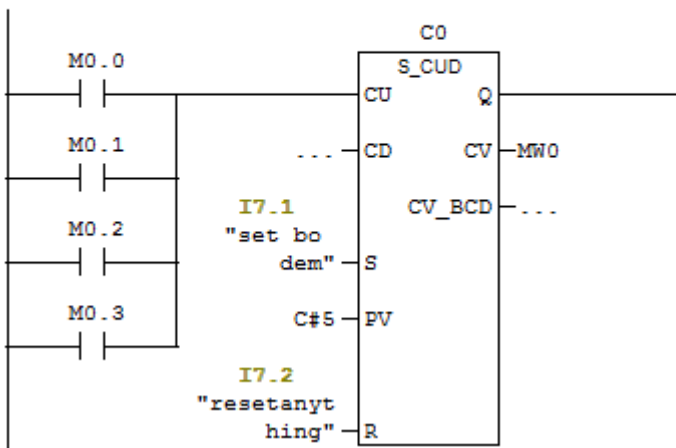 C0
M0.0
S_CUD
CU
Q
M0.1
...
CD
CV
MW0
I7.1
CV_BCD
...
M0.2
"set bo
dem"
S
M0.3
C#5
PV
I7.2
"resetanyt
hing"
R